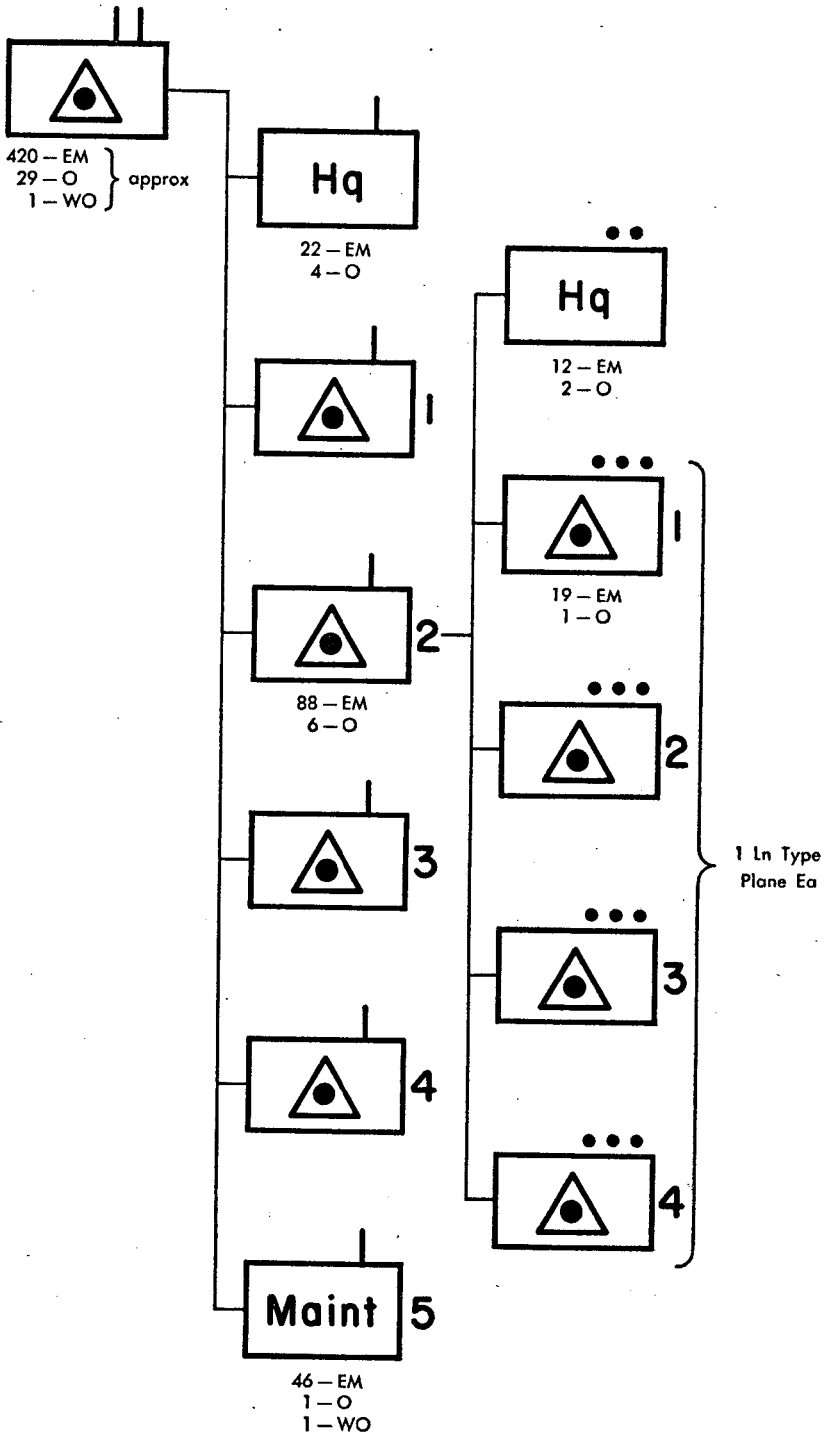 420 — EM
29 — O
1 — WO
approx
Hq
22 — EM
4 — O
1
2
88 — EM
6 — O
3
4
Maint 5
46 — EM
1 — O
1 — WO
Hq
12 — EM
2 — O
1
19 — EM
1 — O
2
3
4
1 Ln Type
Plane Ea